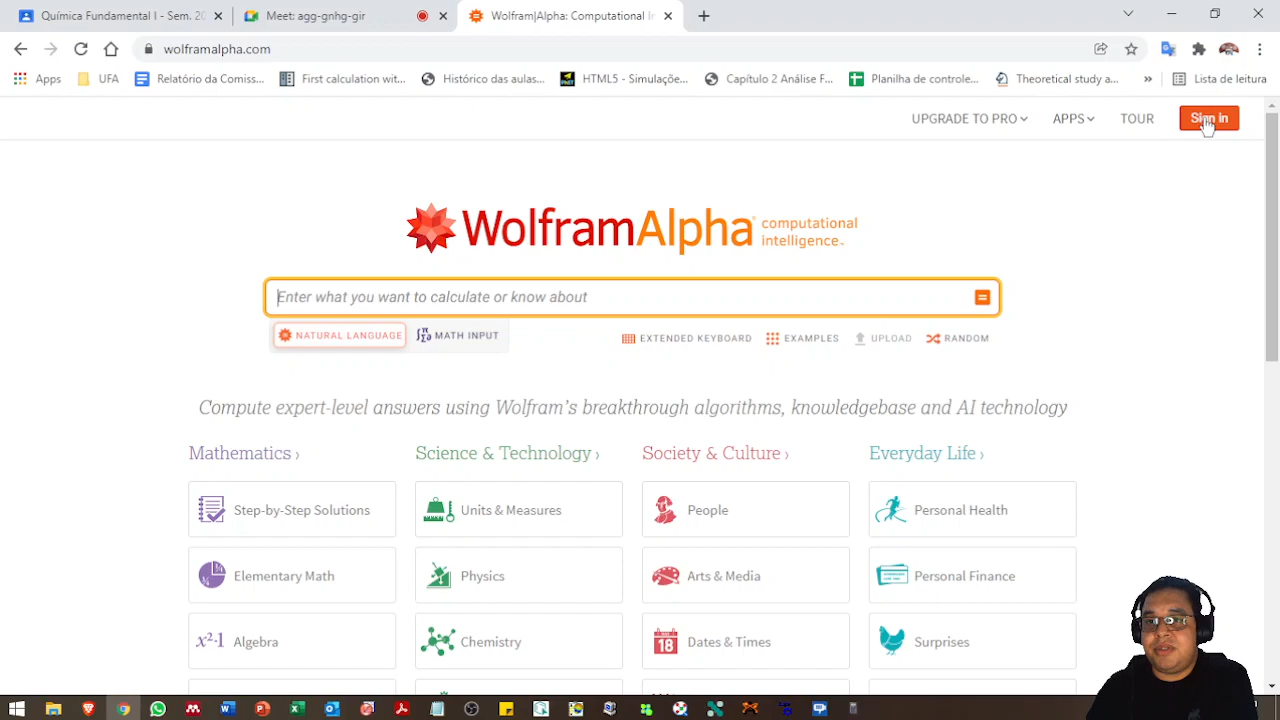 Química Fundamental I - Sem. 20
Meet: agg-gnhg-gir
Wolfram|Alpha: Computational In
wolframalpha.com
Apps
UFA
Relatório da Comiss...
First calculation wit...
Histórico das aulas...
HTML5 - Simulaçõe...
Capítulo 2 Análise F...
Planilha de controle...
Theoretical study a...
»
Lista de leitura
UPGRADE TO PRO
APPS
TOUR
Sign in
WolframAlpha computational intelligence.
Enter what you want to calculate or know about
NATURAL LANGUAGE
MATH INPUT
EXTENDED KEYBOARD
EXAMPLES
UPLOAD
RANDOM
Compute expert-level answers using Wolfram's breakthrough algorithms, knowledgebase and AI technology
Mathematics ›
Science & Technology ›
Society & Culture ›
Everyday Life ›
Step-by-Step Solutions
Units & Measures
People
Personal Health
Elementary Math
Physics
Arts & Media
Personal Finance
x²-1 Algebra
Chemistry
18 Dates & Times
Surprises